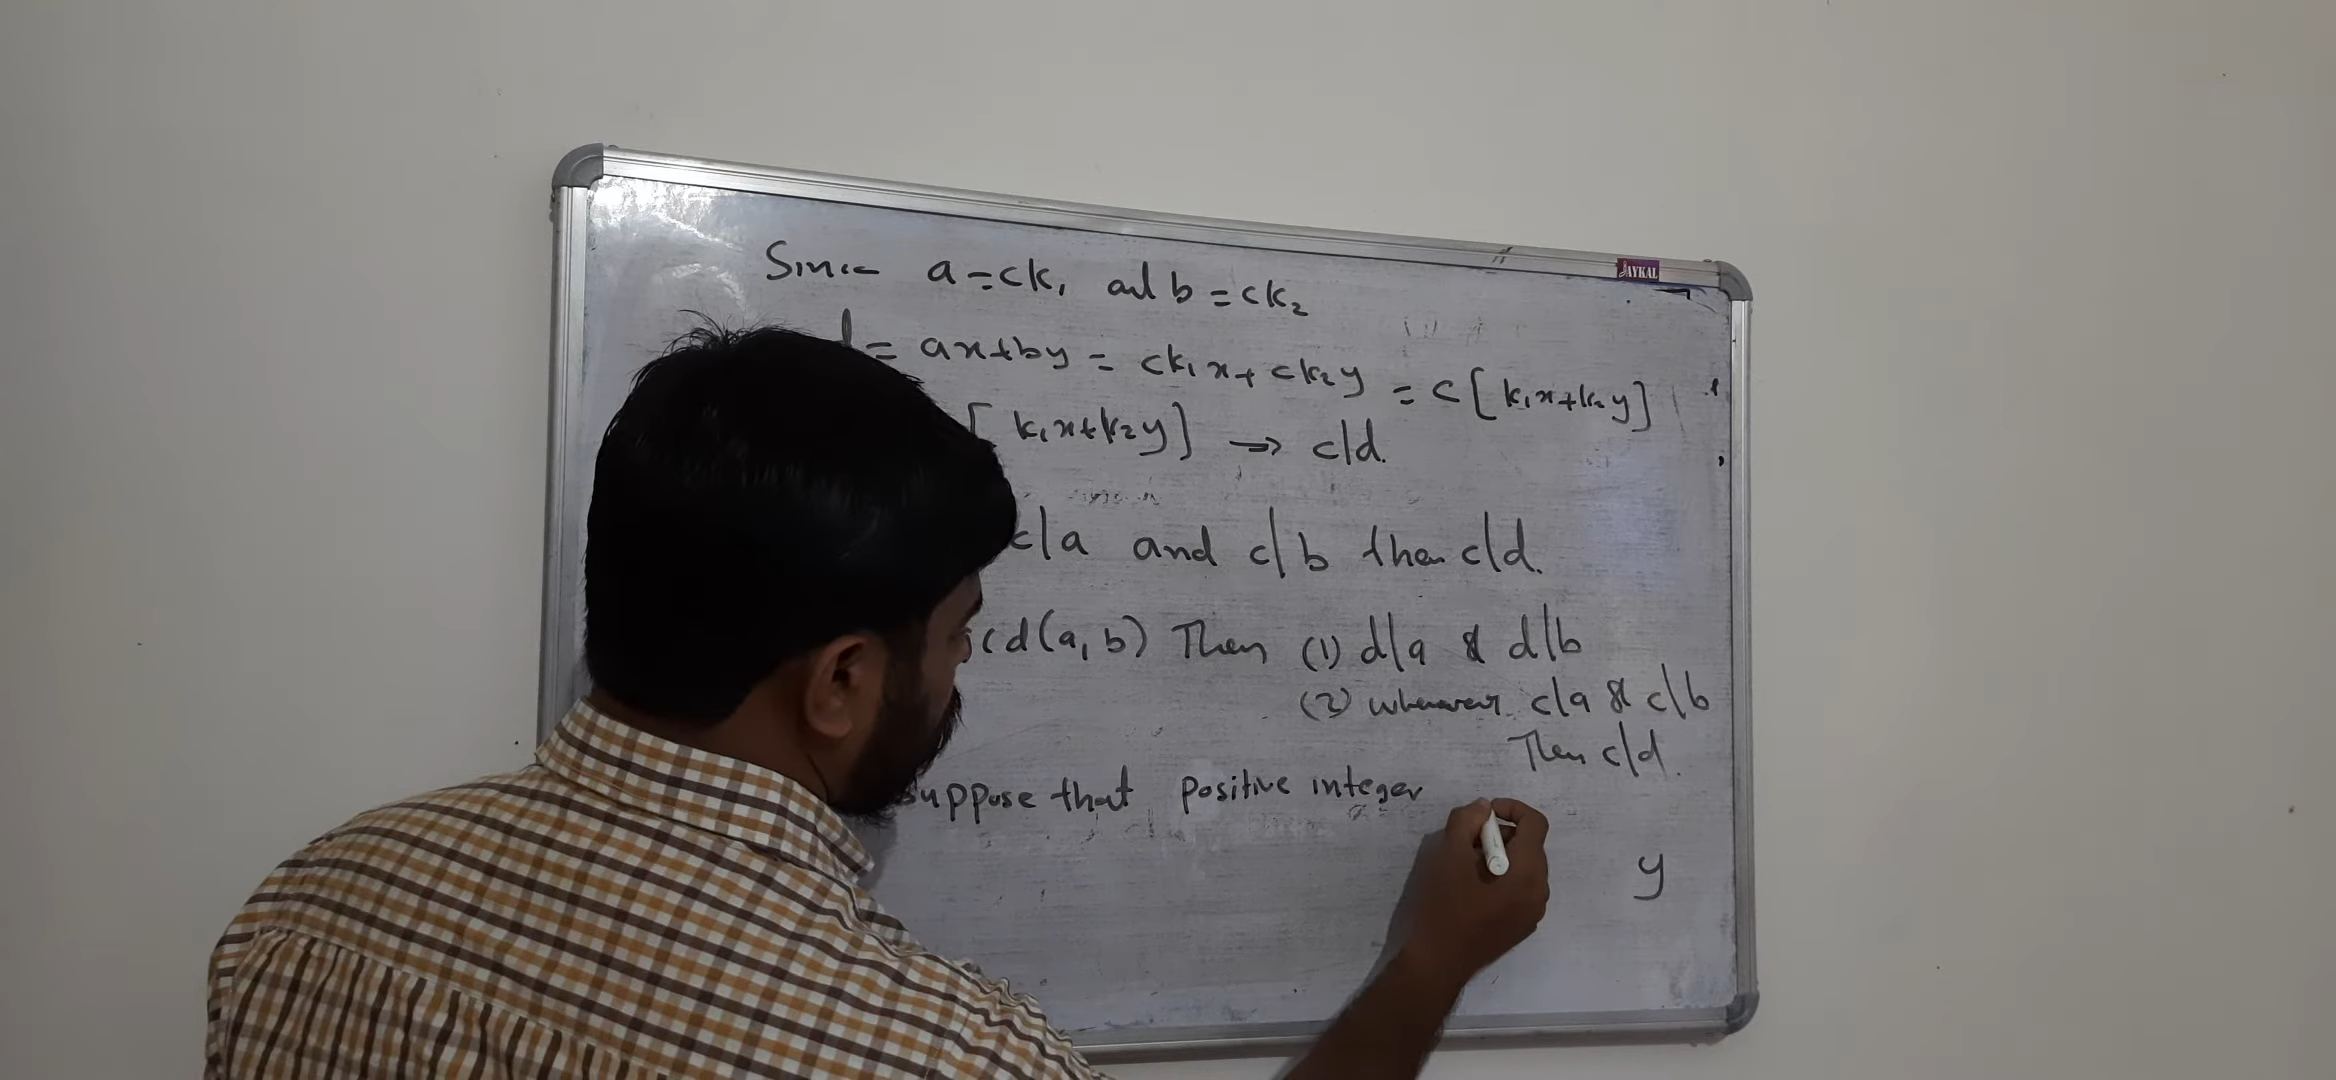 JAYKAL
Since a = ck₁ and b = ck₂
d = ax+by = ck₁x + ck₂y = c[k₁x+k₂y]
[k₁x+k₂y] → c|d.
c|a and c|b then c|d.
gcd(a, b) Then (1) d|a & d|b
(2) whenever c|a & c|b
Then c|d.
suppose that positive integer
y